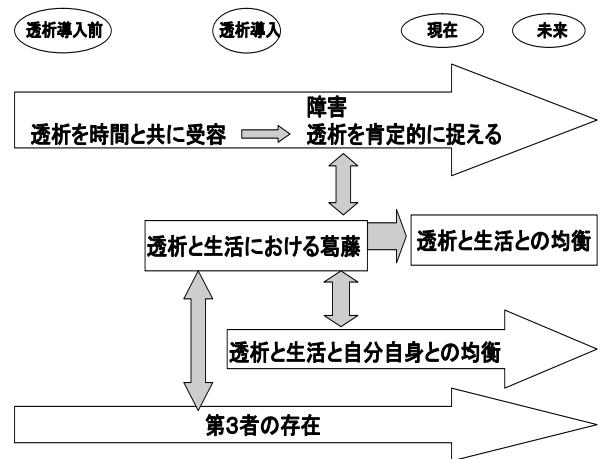 透析導入前
透析導入
現在
未来
障害
透析を時間と共に受容
透析を肯定的に捉える
透析と生活における葛藤
透析と生活との均衡
透析と生活と自分自身との均衡
第3者の存在